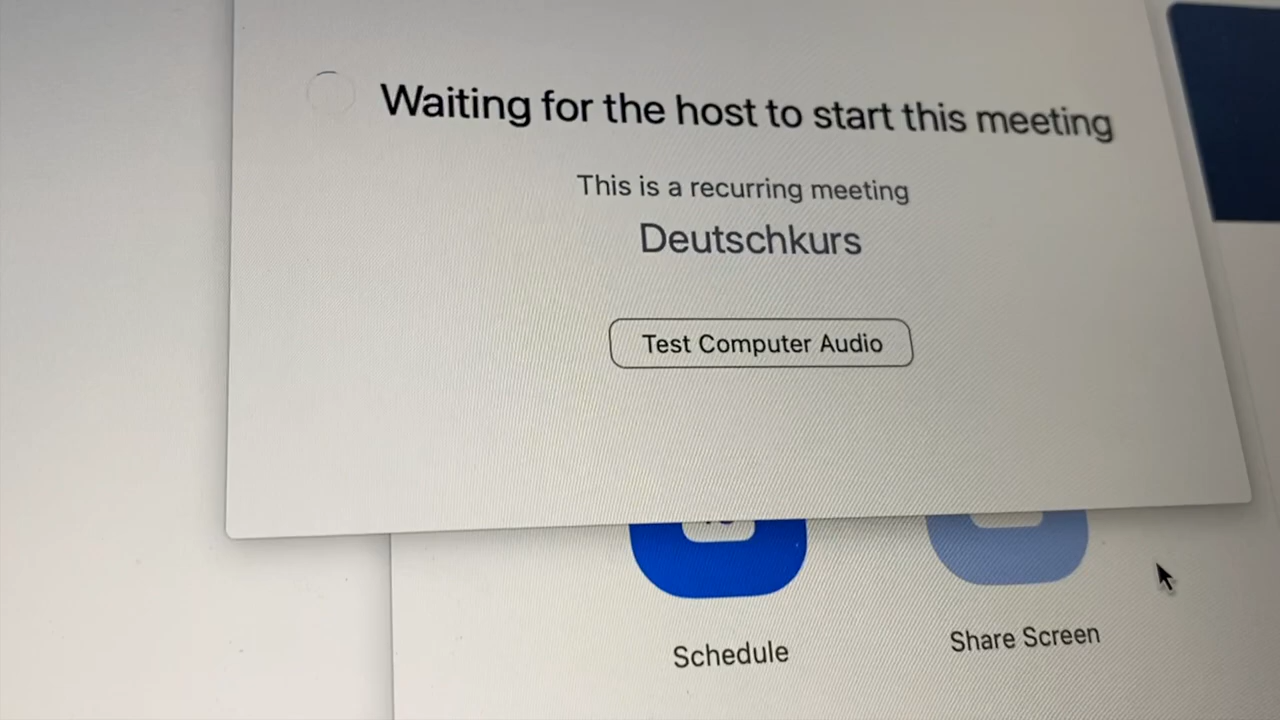 Waiting for the host to start this meeting
This is a recurring meeting
Deutschkurs
Test Computer Audio
Schedule
Share Screen